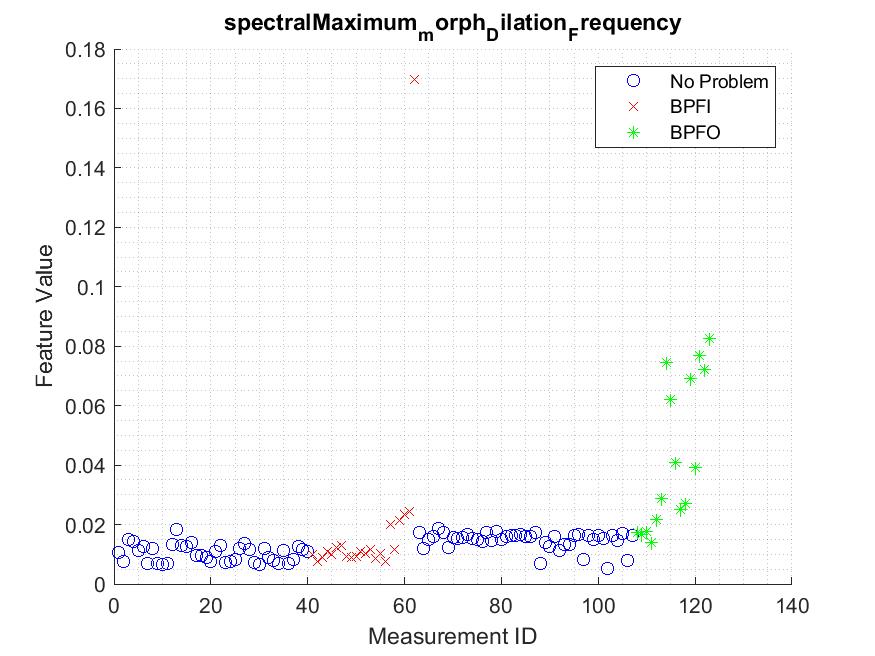 spectralMaximum_morph_Dilation_Frequency
No Problem
BPFI
BPFO
Feature Value
0.18
0.16
0.14
0.12
0.1
0.08
0.06
0.04
0.02
0
0 20 40 60 80 100 120 140
Measurement ID